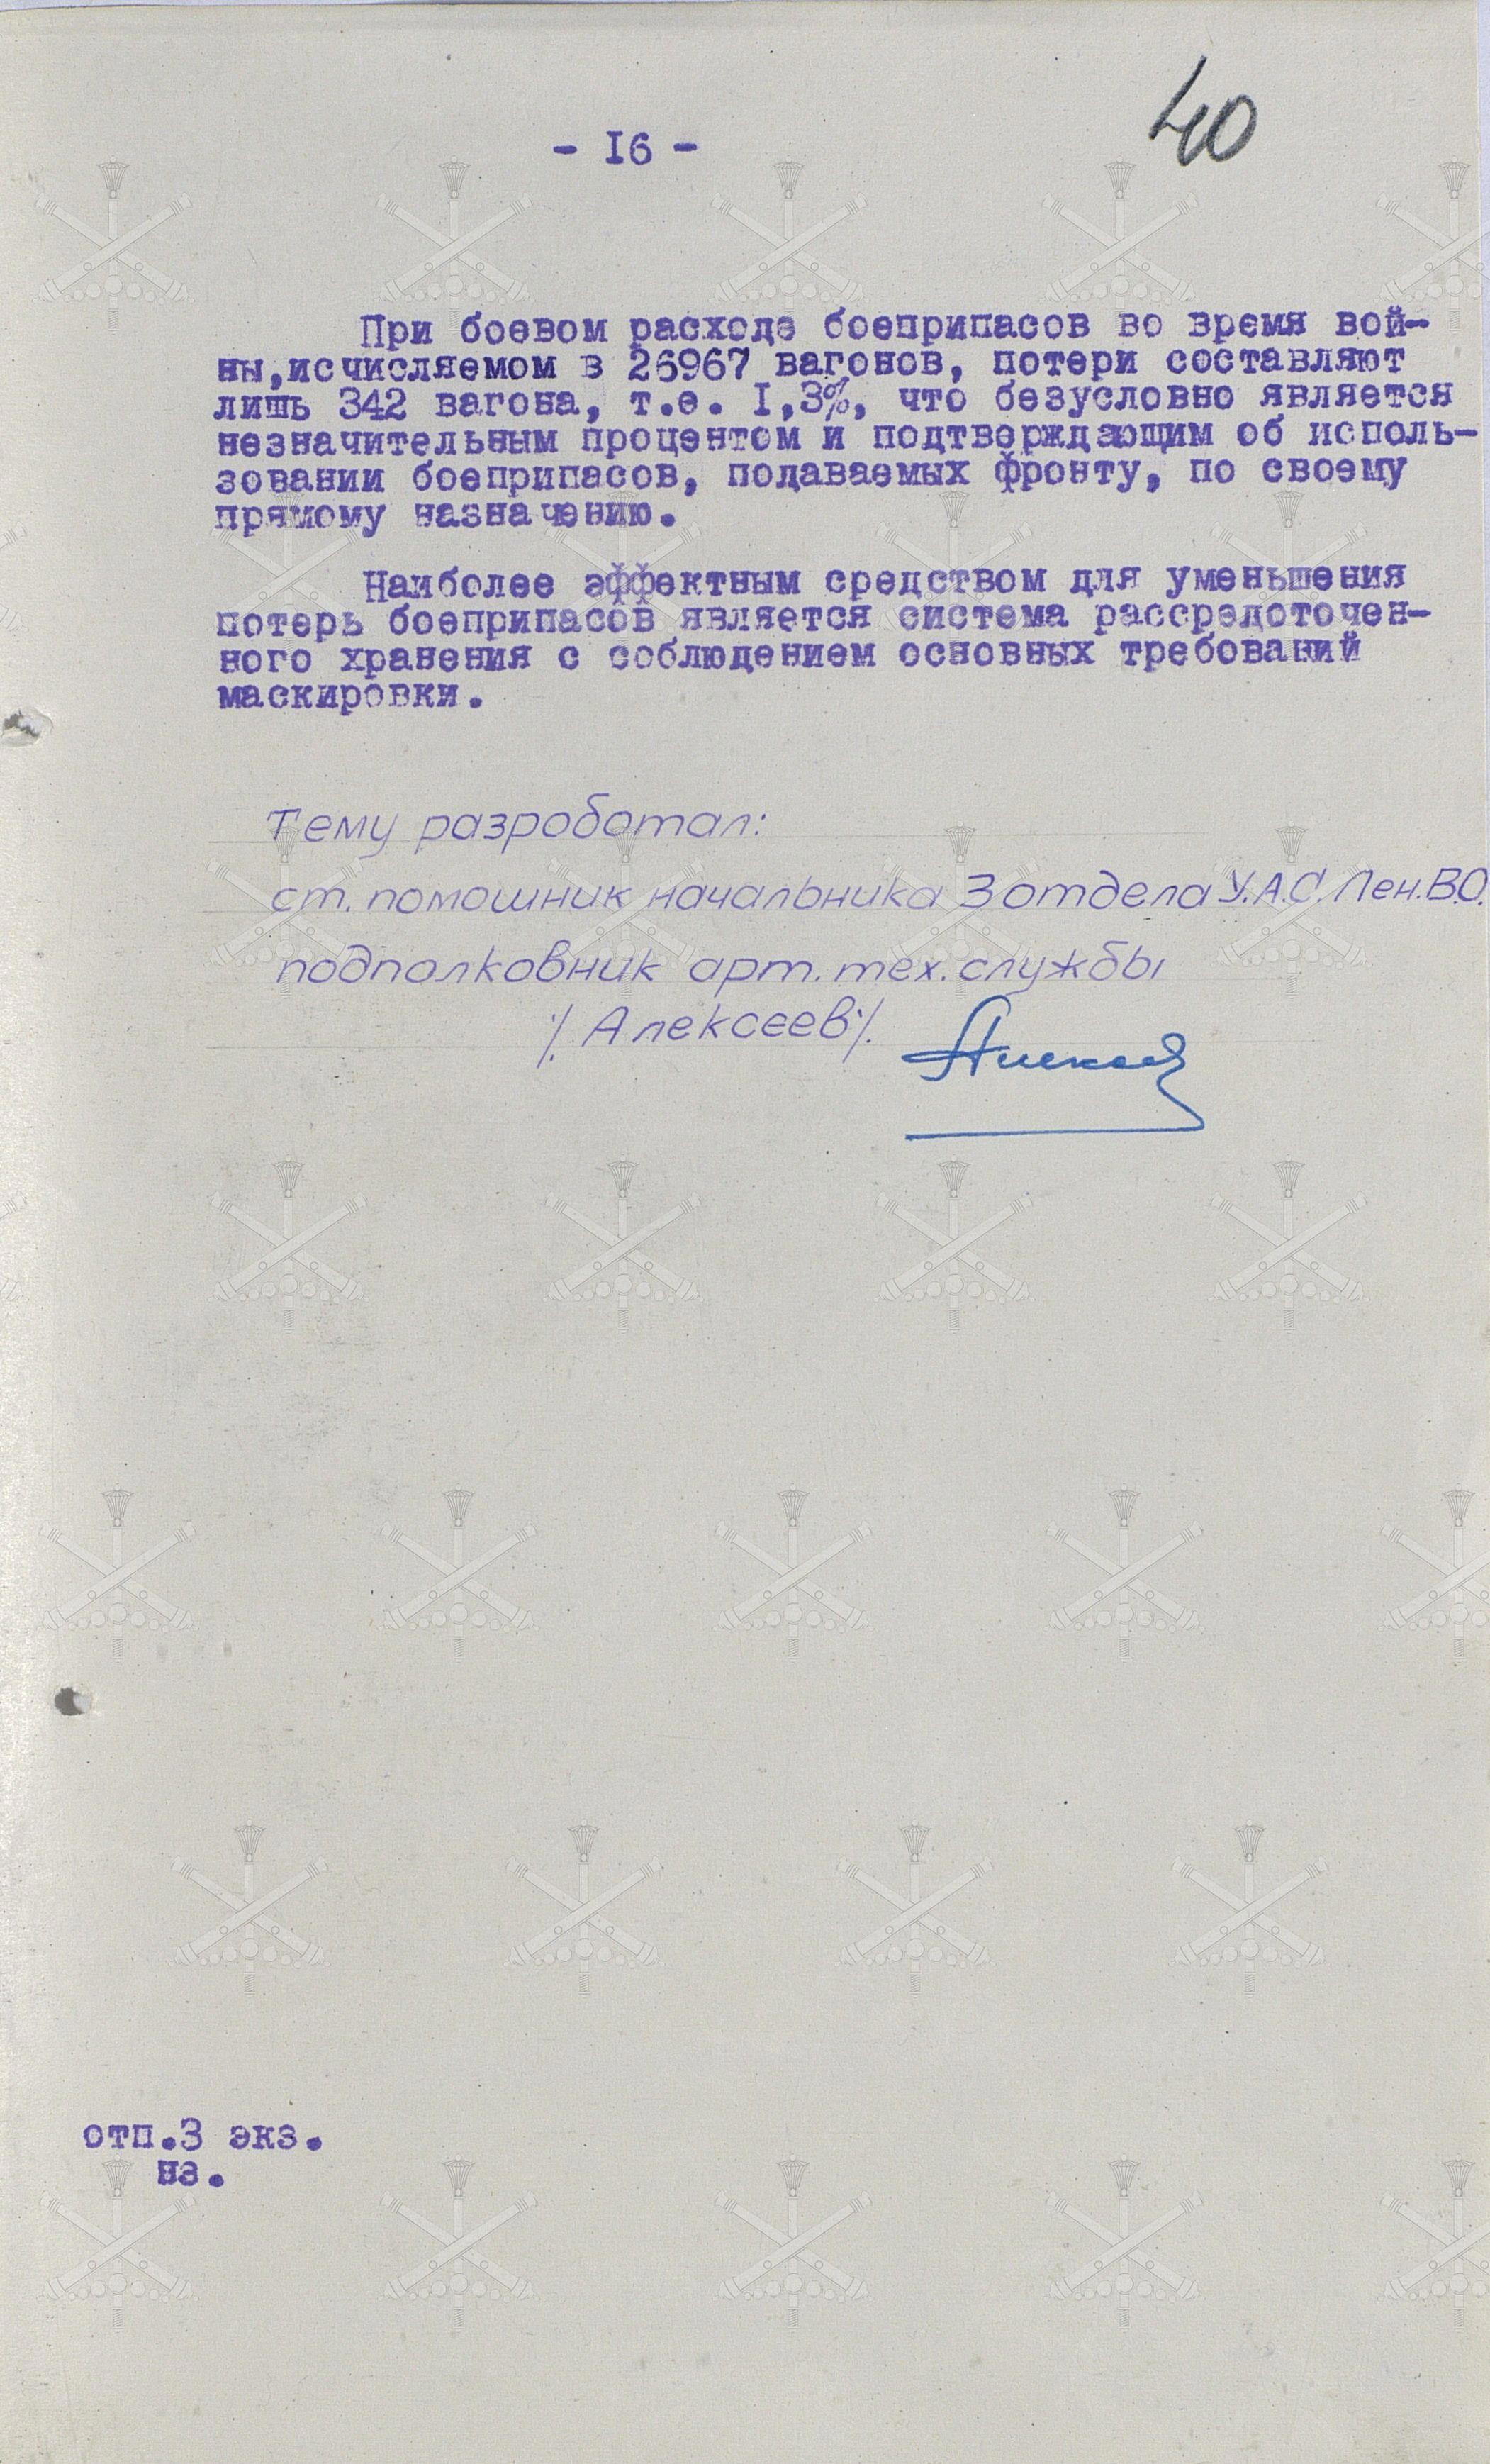 40
- I6 -
При боевом расходе боеприпасов во время вой-
ны,исчисляемом в 26967 вагонов, потери составляют
лишь 342 вагона, т.е. I,3%, что безусловно является
незначительным процентом и подтверждающим об исполь-
зовании боеприпасов, подаваемых фронту, по своему
прямому назначению.
Наиболее эффектным средством для уменьшения
потерь боеприпасов является система рассредоточен-
ного хранения с соблюдением основных требований
маскировки.
Тему разработал:
ст. помошник начальника 3 отдела У.А.С. Лен.В.О.
подполковник арт. тех. службы
/. Алексеев /.
Алексеев
отп.3 экз.
нз.